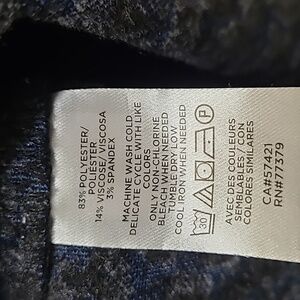 83% POLYESTER/
POLIESTER
14% VISCOSE/ VISCOSA
3% SPANDEX
MACHINE WASH COLD
DELICATE CYCLE WITH LIKE
COLORS
ONLY NON-CHLORINE
BLEACH WHEN NEEDED
TUMBLE DRY LOW
COOL IRON WHEN NEEDED
30 P
AVEC DES COULEURS
SEMBLABLES/ CON
COLORES SIMILARES
CA#57421
RN#77379